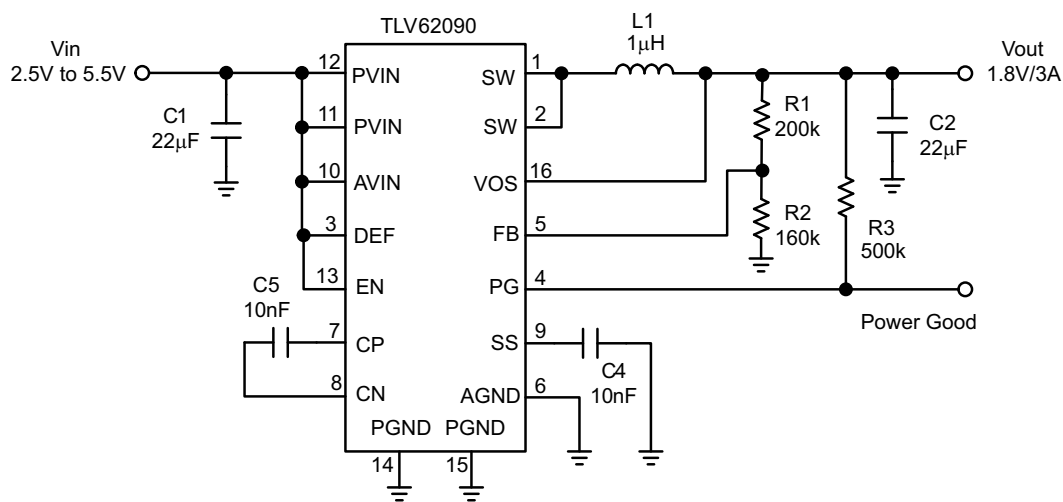 TLV62090
Vin
2.5V to 5.5V
C1
22μF
12
PVIN
11
PVIN
10
AVIN
3
DEF
13
EN
C5
10nF
7
CP
8
CN
PGND PGND
14
15
SW
1
SW
2
VOS
16
FB
5
PG
4
SS
9
AGND
6
C4
10nF
L1
1μH
R1
200k
R2
160k
R3
500k
C2
22μF
Vout
1.8V/3A
Power Good